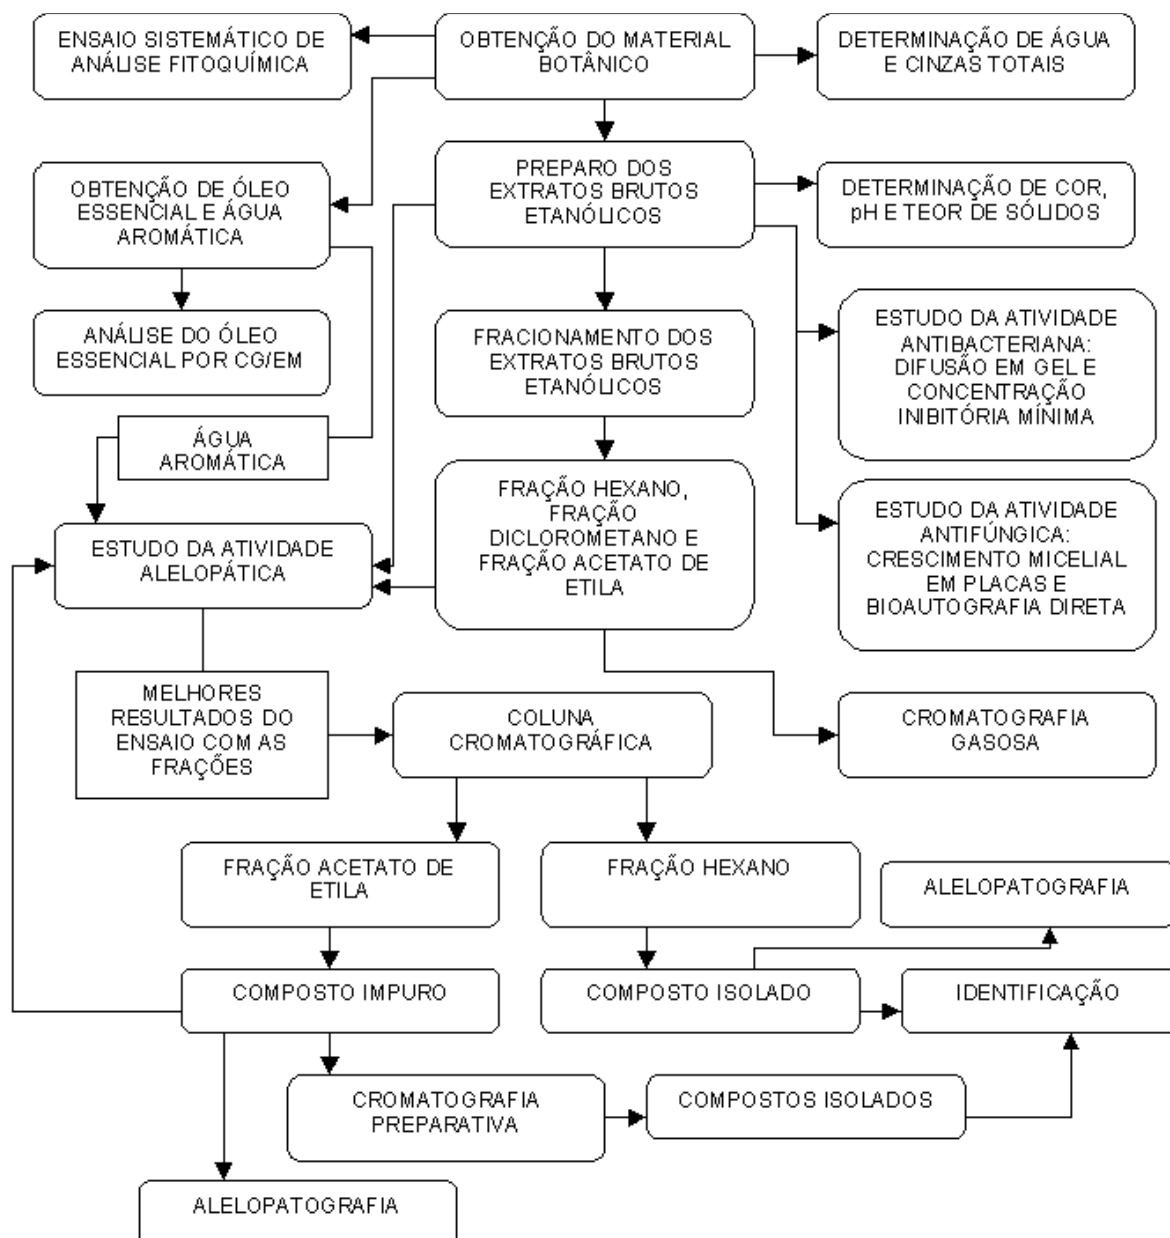 ENSAIO SISTEMÁTICO DE
ANÁLISE FITOQUÍMICA
OBTENÇÃO DO MATERIAL
BOTÂNICO
DETERMINAÇÃO DE ÁGUA
E CINZAS TOTAIS
OBTENÇÃO DE ÓLEO
ESSENCIAL E ÁGUA
AROMÁTICA
PREPARO DOS
EXTRATOS BRUTOS
ETANÓLICOS
DETERMINAÇÃO DE COR,
pH E TEOR DE SÓLIDOS
ANÁLISE DO ÓLEO
ESSENCIAL POR CG/EM
FRACIONAMENTO DOS
EXTRATOS BRUTOS
ETANÓLICOS
ESTUDO DA ATIVIDADE
ANTIBACTERIANA:
DIFUSÃO EM GEL E
CONCENTRAÇÃO
INIBITÓRIA MÍNIMA
ÁGUA
AROMÁTICA
FRAÇÃO HEXANO,
FRAÇÃO
DICLOROMETANO E
FRAÇÃO ACETATO DE
ETILA
ESTUDO DA ATIVIDADE
ANTIFÚNGICA:
CRESCIMENTO MICELIAL
EM PLACAS E
BIOAUTOGRAFIA DIRETA
ESTUDO DA ATIVIDADE
ALELOPÁTICA
MELHORES
RESULTADOS DO
ENSAIO COM AS
FRAÇÕES
COLUNA
CROMATOGRÁFICA
CROMATOGRAFIA
GASOSA
FRAÇÃO ACETATO DE
ETILA
FRAÇÃO HEXANO
ALELOPATOGRAFIA
COMPOSTO IMPURO
COMPOSTO ISOLADO
IDENTIFICAÇÃO
CROMATOGRAFIA
PREPARATIVA
COMPOSTOS ISOLADOS
ALELOPATOGRAFIA